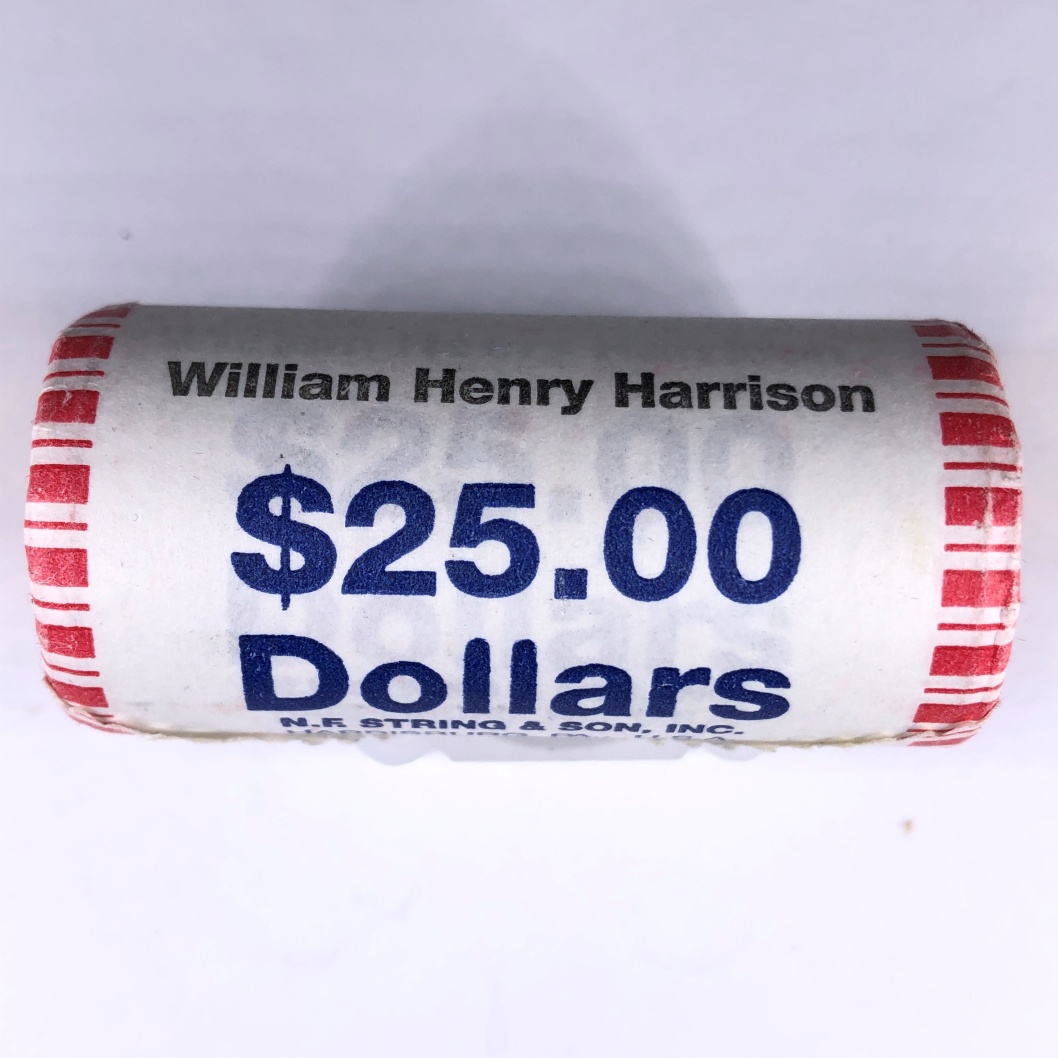 William Henry Harrison
$25.00
Dollars
N.F. STRING & SON, INC.